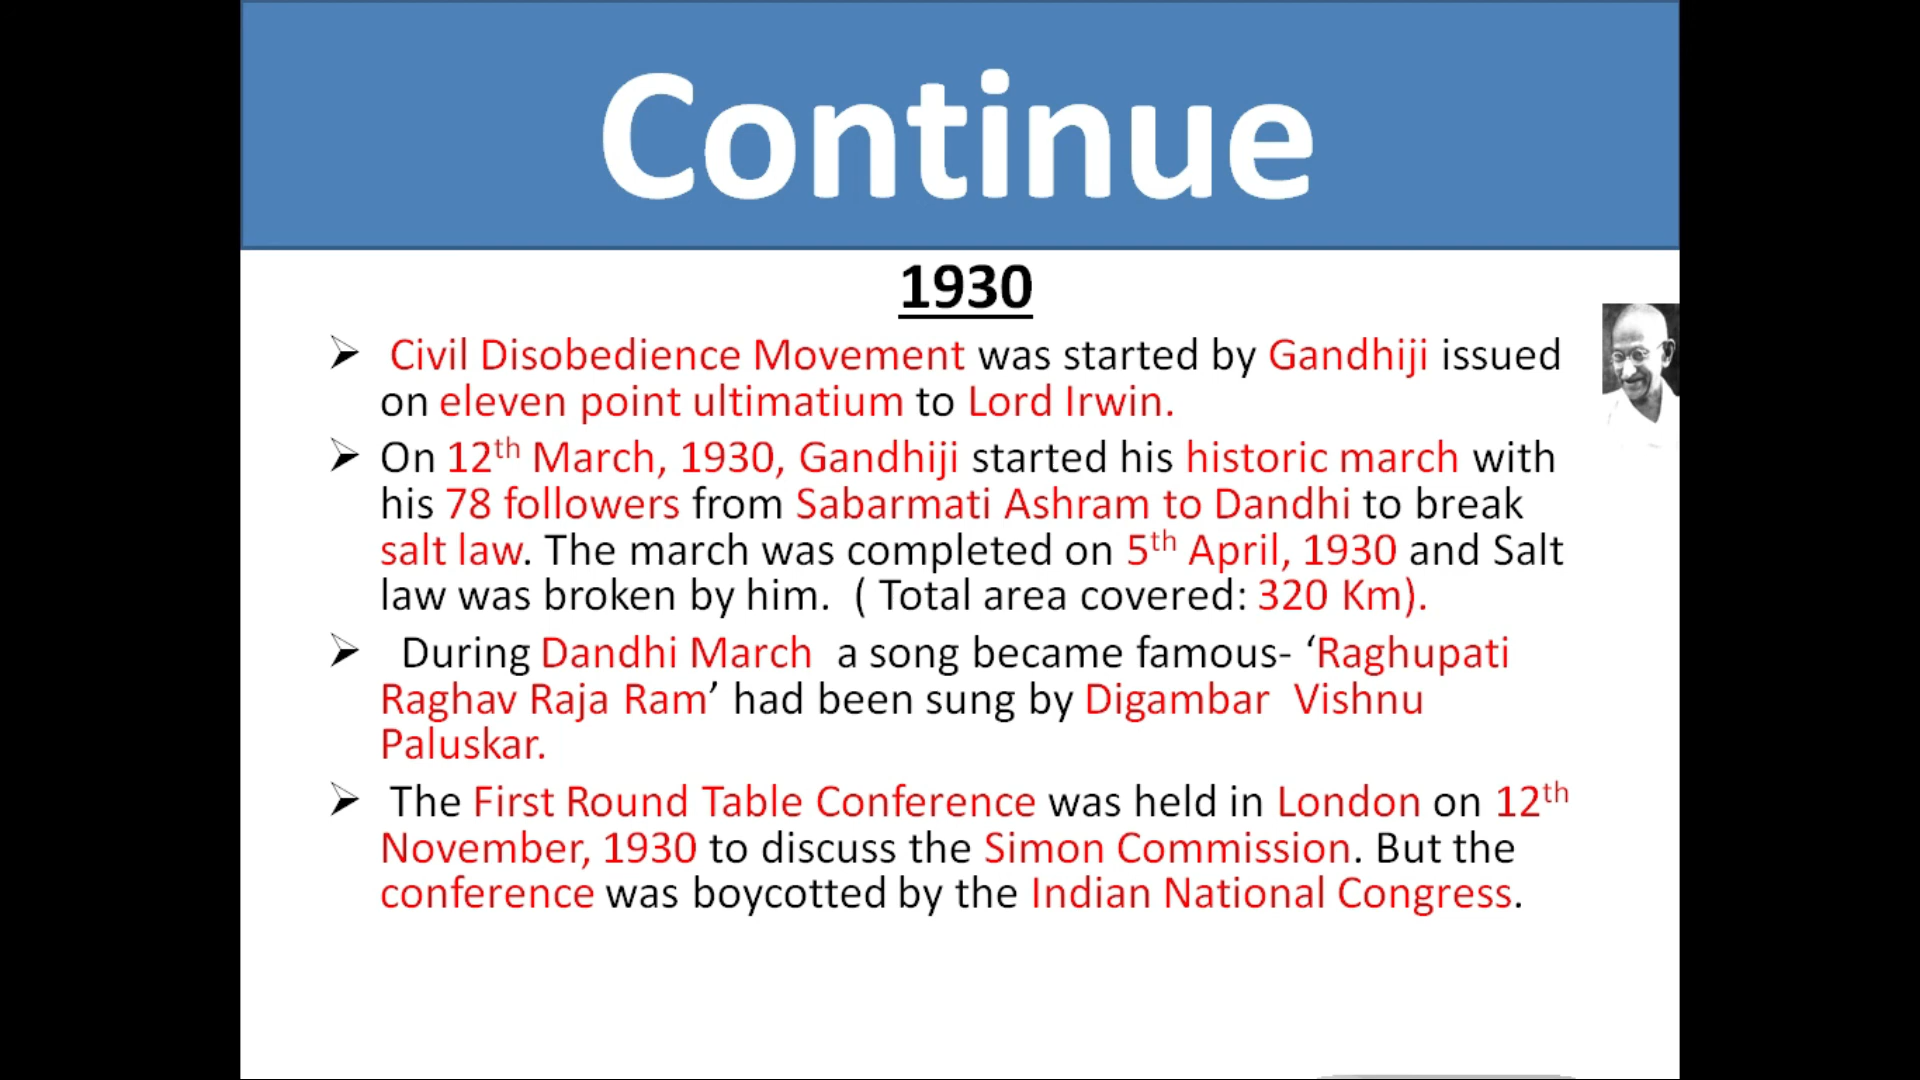 Continue
1930
➢ Civil Disobedience Movement was started by Gandhiji issued
on eleven point ultimatium to Lord Irwin.
➢ On 12th March, 1930, Gandhiji started his historic march with
his 78 followers from Sabarmati Ashram to Dandhi to break
salt law. The march was completed on 5th April, 1930 and Salt
law was broken by him. ( Total area covered: 320 Km).
➢ During Dandhi March a song became famous- ‘Raghupati
Raghav Raja Ram’ had been sung by Digambar Vishnu
Paluskar.
➢ The First Round Table Conference was held in London on 12th
November, 1930 to discuss the Simon Commission. But the
conference was boycotted by the Indian National Congress.